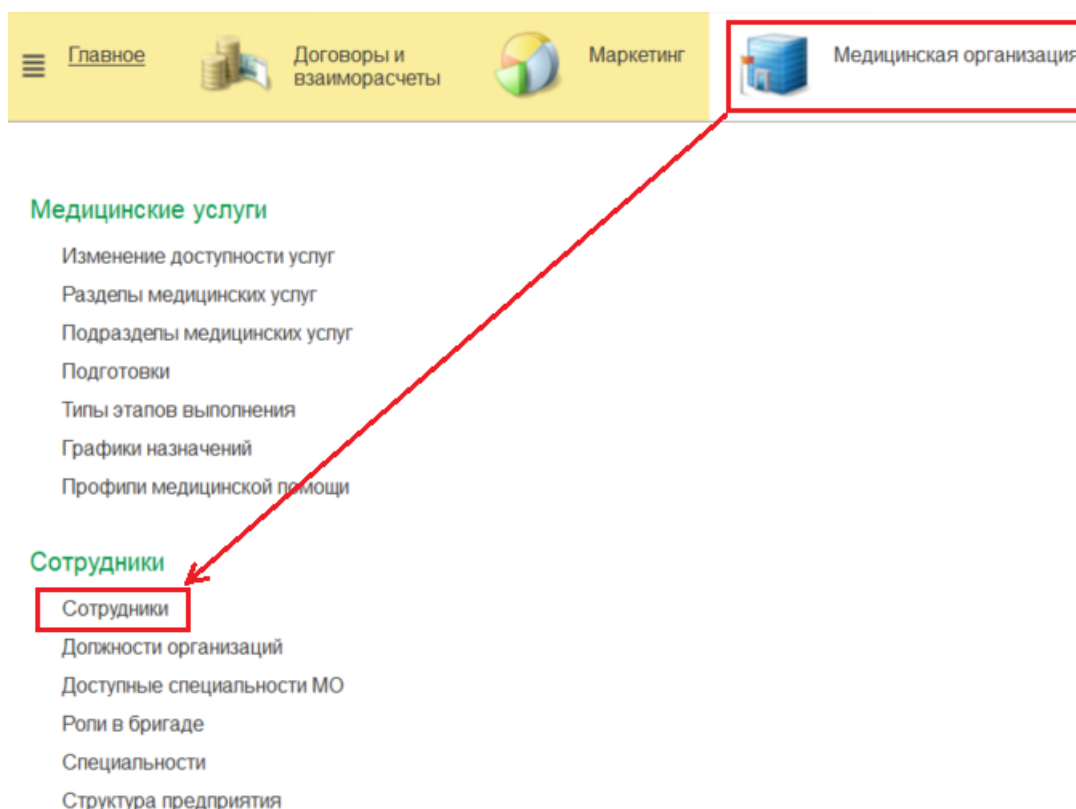 Главное
Договоры и
взаиморасчеты
Маркетинг
Медицинская организация
Медицинские услуги
Изменение доступности услуг
Разделы медицинских услуг
Подразделы медицинских услуг
Подготовки
Типы этапов выполнения
Графики назначений
Профили медицинской помощи
Сотрудники
Сотрудники
Должности организаций
Доступные специальности МО
Роли в бригаде
Специальности
Структура предприятия